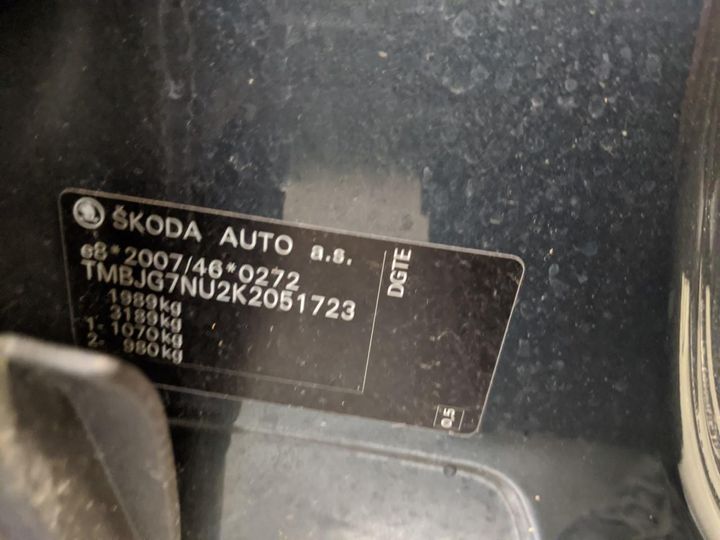 ŠKODA AUTO a.s.
e8*2007/46*0272
TMBJG7NU2K2051723
1989kg
3189kg
1- 1070kg
2- 980kg
DGTE
0.5